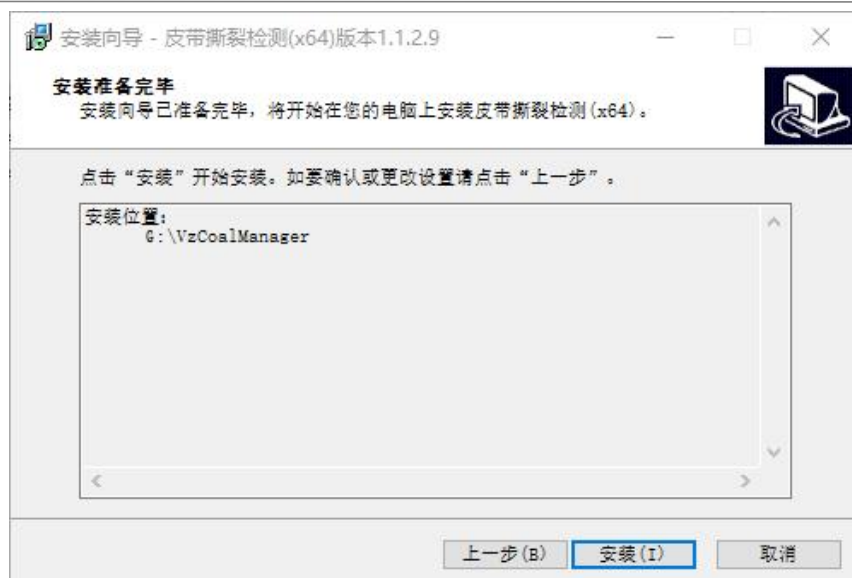 安装向导 - 皮带撕裂检测(x64)版本1.1.2.9
安装准备完毕
安装向导已准备完毕，将开始在您的电脑上安装皮带撕裂检测(x64)。
点击“安装”开始安装。如要确认或更改设置请点击“上一步”。
安装位置:
G:\VzCoalManager
上一步(B)
安装(I)
取消